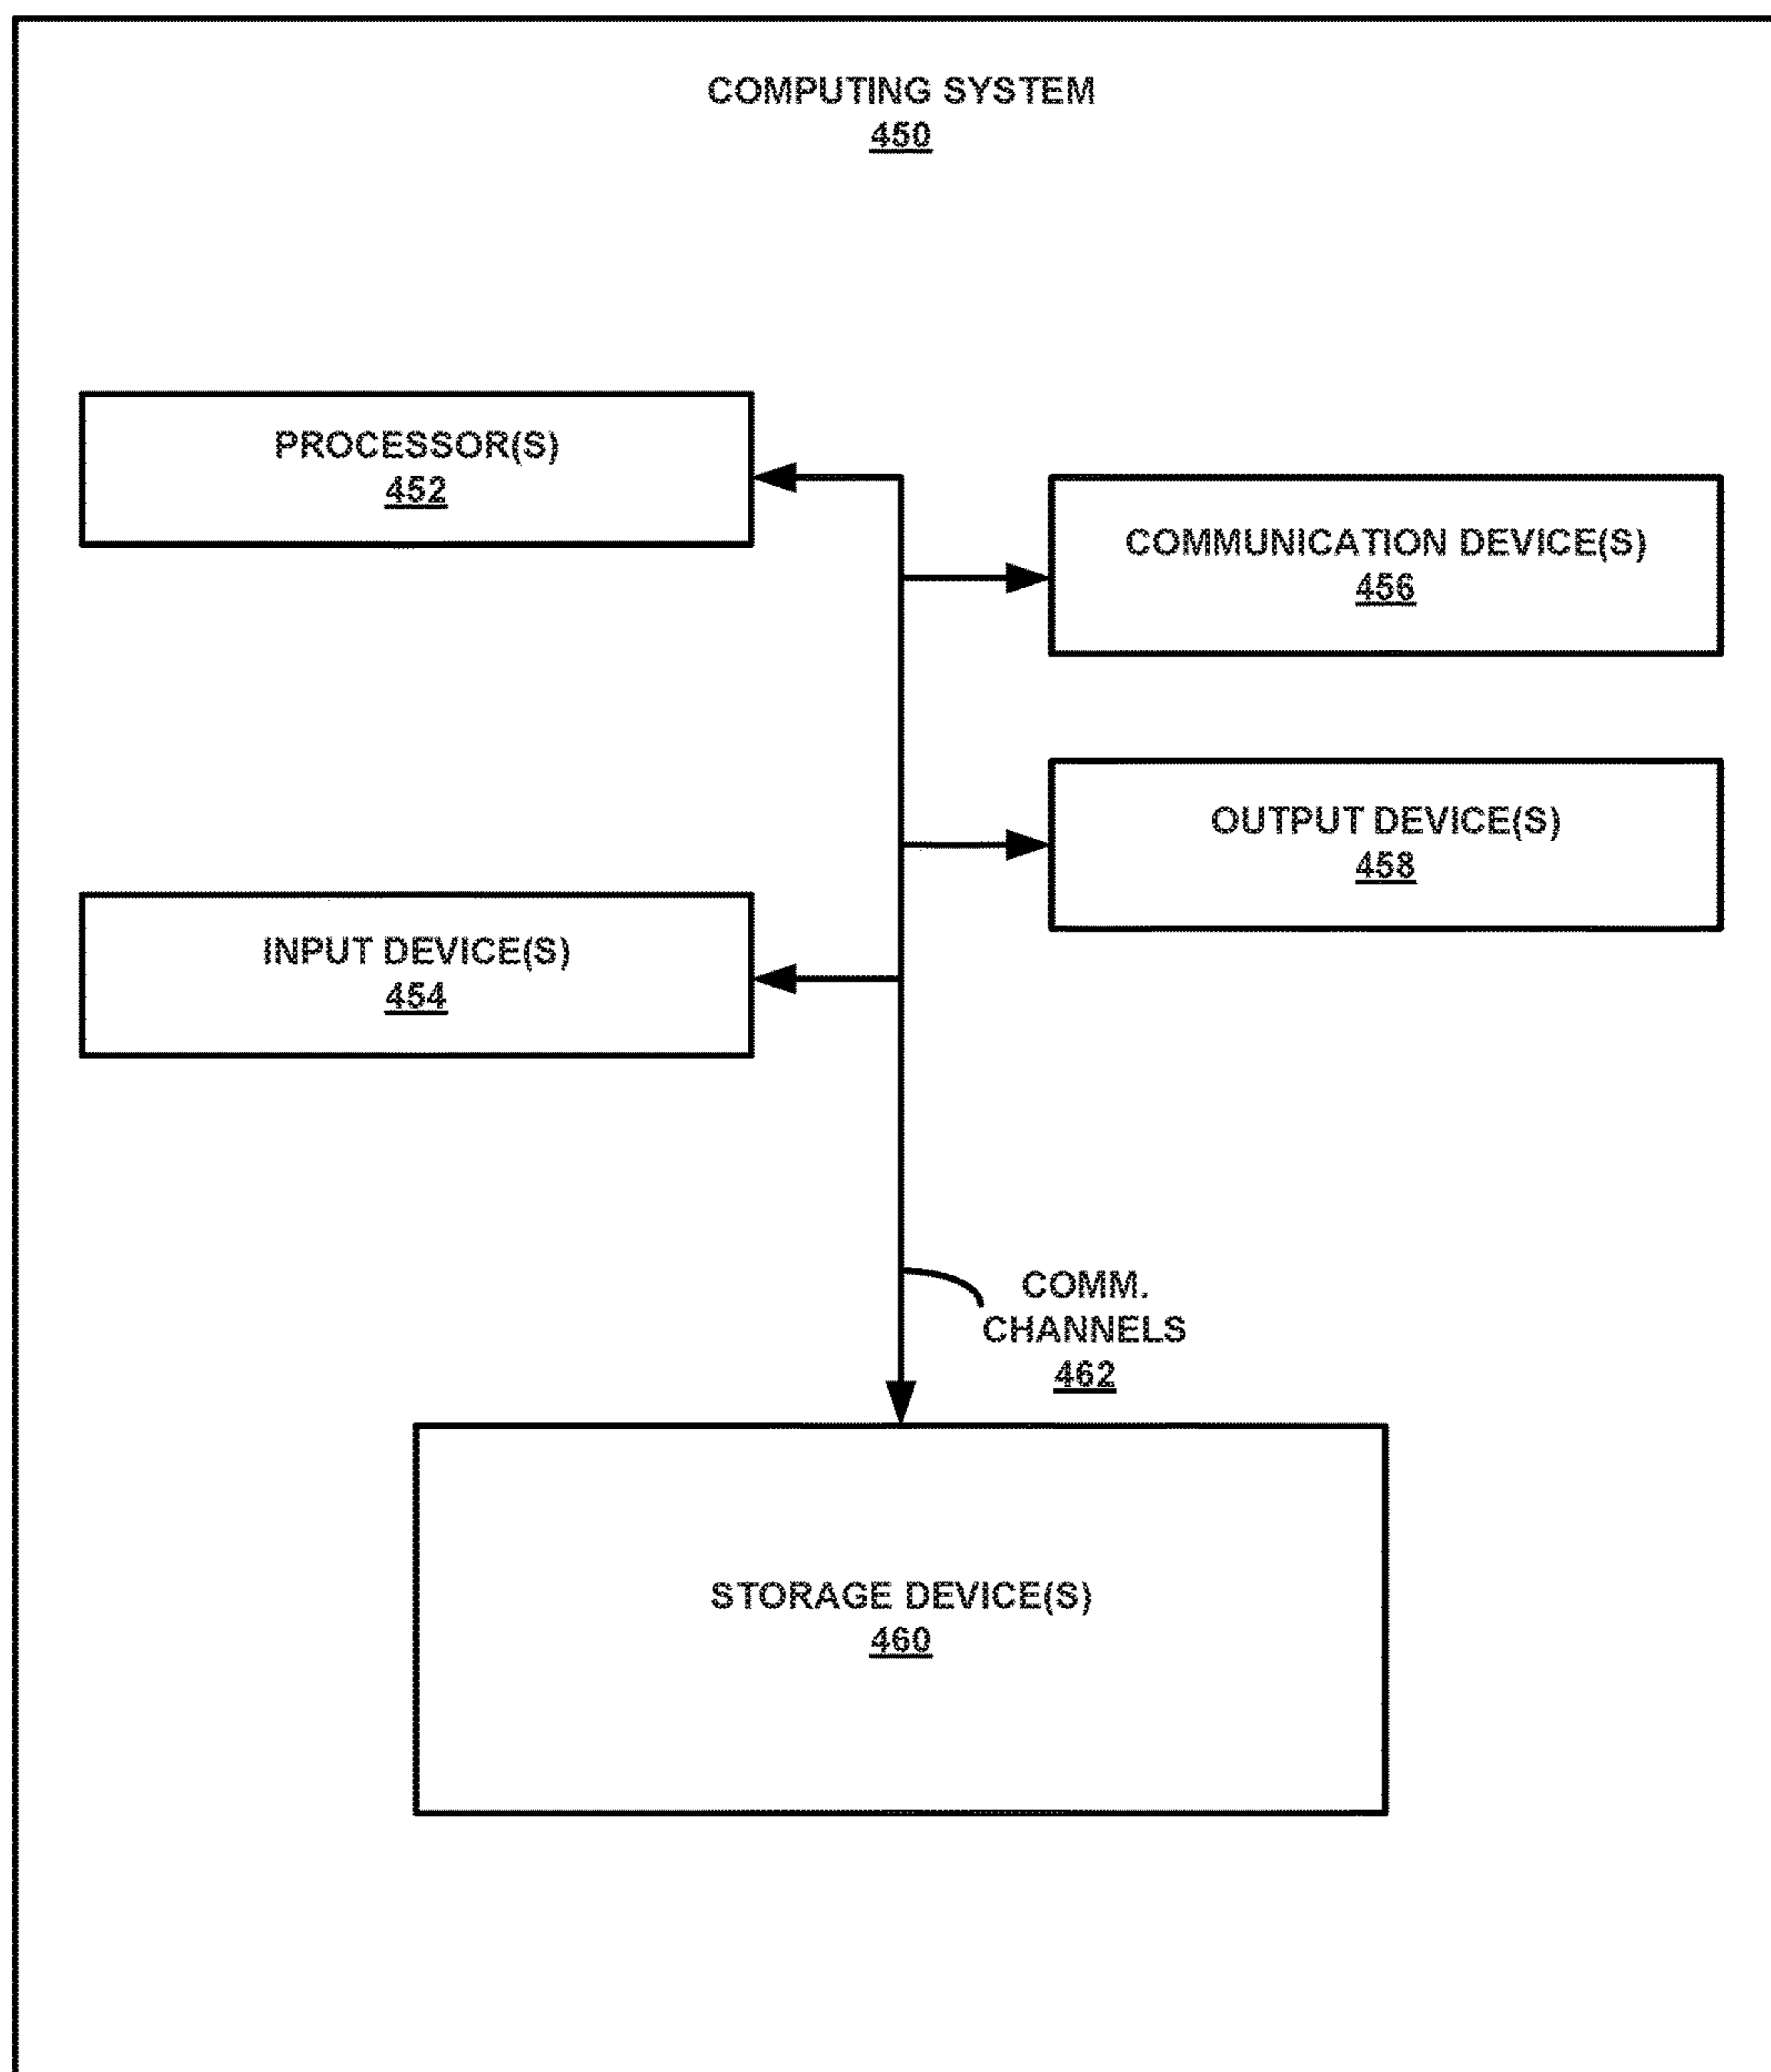 COMPUTING SYSTEM
450
PROCESSOR(S)
452
COMMUNICATION DEVICE(S)
456
OUTPUT DEVICE(S)
458
INPUT DEVICE(S)
454
COMM.
CHANNELS
462
STORAGE DEVICE(S)
460